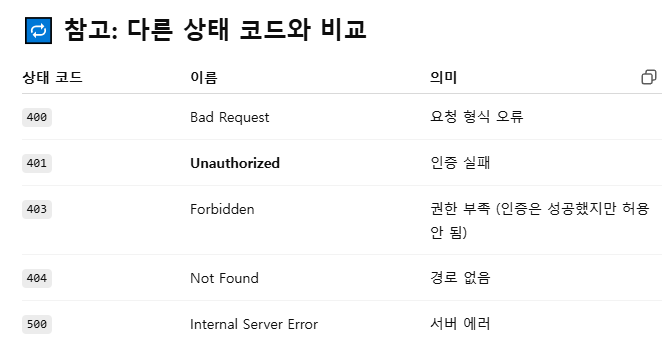 🔁 참고: 다른 상태 코드와 비교
상태 코드 이름 의미
400 Bad Request 요청 형식 오류
401 Unauthorized 인증 실패
403 Forbidden 권한 부족 (인증은 성공했지만 허용
안 됨)
404 Not Found 경로 없음
500 Internal Server Error 서버 에러